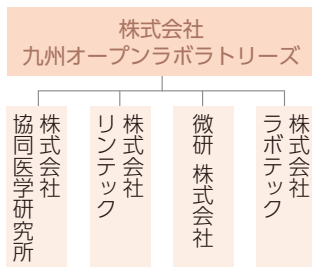 株式会社
九州オープンラボラトリーズ
株式会社
協同医学研究所
株式会社
リンテック
微研 株式会社
株式会社
ラボテック